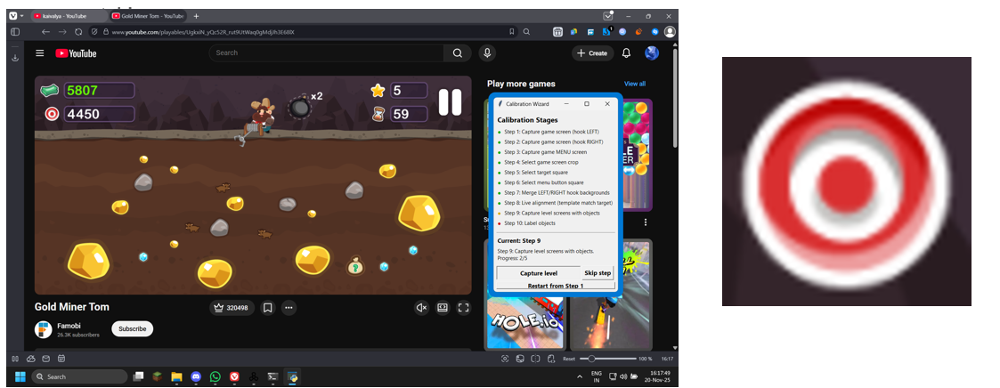 kaivalya - YouTube
Gold Miner Tom - YouTube
www.youtube.com/playables/UgkxiN_yQc52R_rut9UtWaq0gMdjJh3E68lX
YouTube
Search
Create
5807
4450
x2
5
59
Play more games
View all
Calibration Wizard
Calibration Stages
Step 1: Capture game screen (hook LEFT)
Step 2: Capture game screen (hook RIGHT)
Step 3: Capture game MENU screen
Step 4: Select game screen crop
Step 5: Select target square
Step 6: Select menu button square
Step 7: Merge LEFT/RIGHT hook backgrounds
Step 8: Live alignment (template match target)
Step 9: Capture level screens with objects
Step 10: Label objects
Current: Step 9
Step 9: Capture level screens with objects.
Progress: 2/5
Capture level
Skip step
Restart from Step 1
Gold Miner Tom
320498
Famobi
26.3K subscribers
Subscribe
HOLE.io
Reset
100 %
16:17
Search
ENG
IN
16:17:49
20-Nov-25